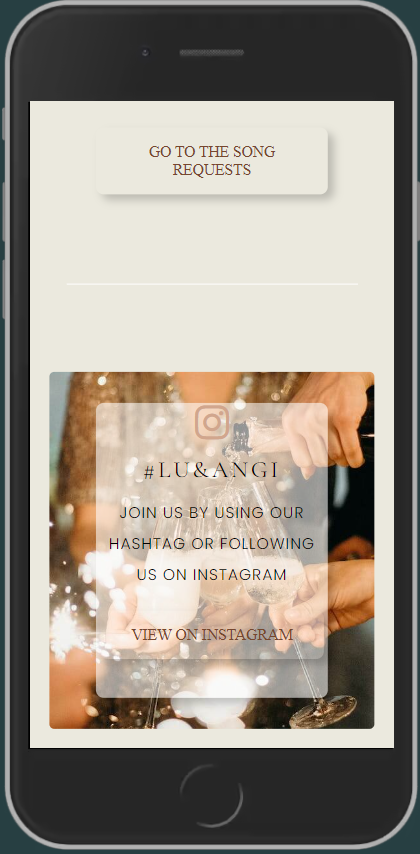 GO TO THE SONG
REQUESTS
#LU&ANGI
JOIN US BY USING OUR
HASHTAG OR FOLLOWING
US ON INSTAGRAM
VIEW ON INSTAGRAM